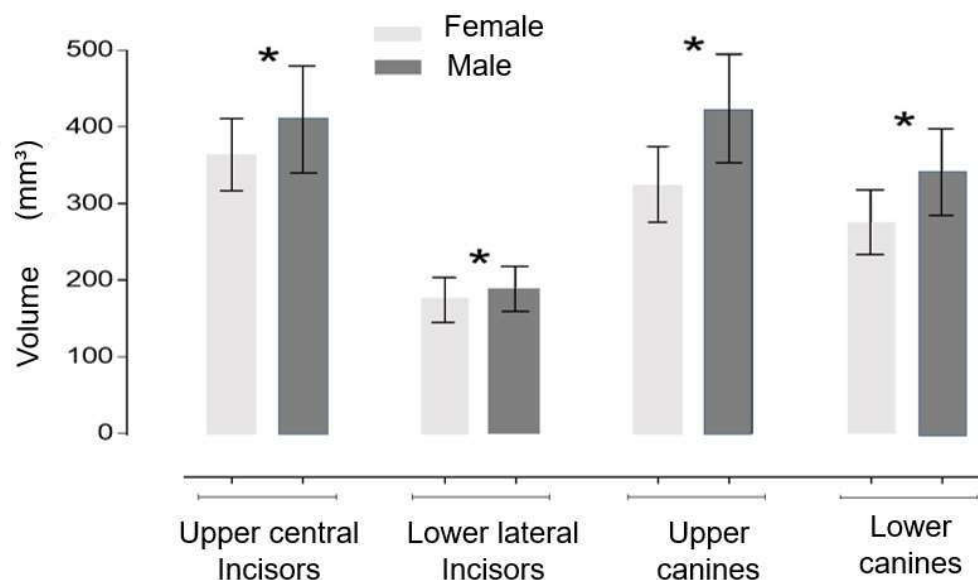 Female
Male
*
*
*
*
500
400
300
200
100
0
Volume (mm³)
Upper central
Incisors
Lower lateral
Incisors
Upper
canines
Lower
canines